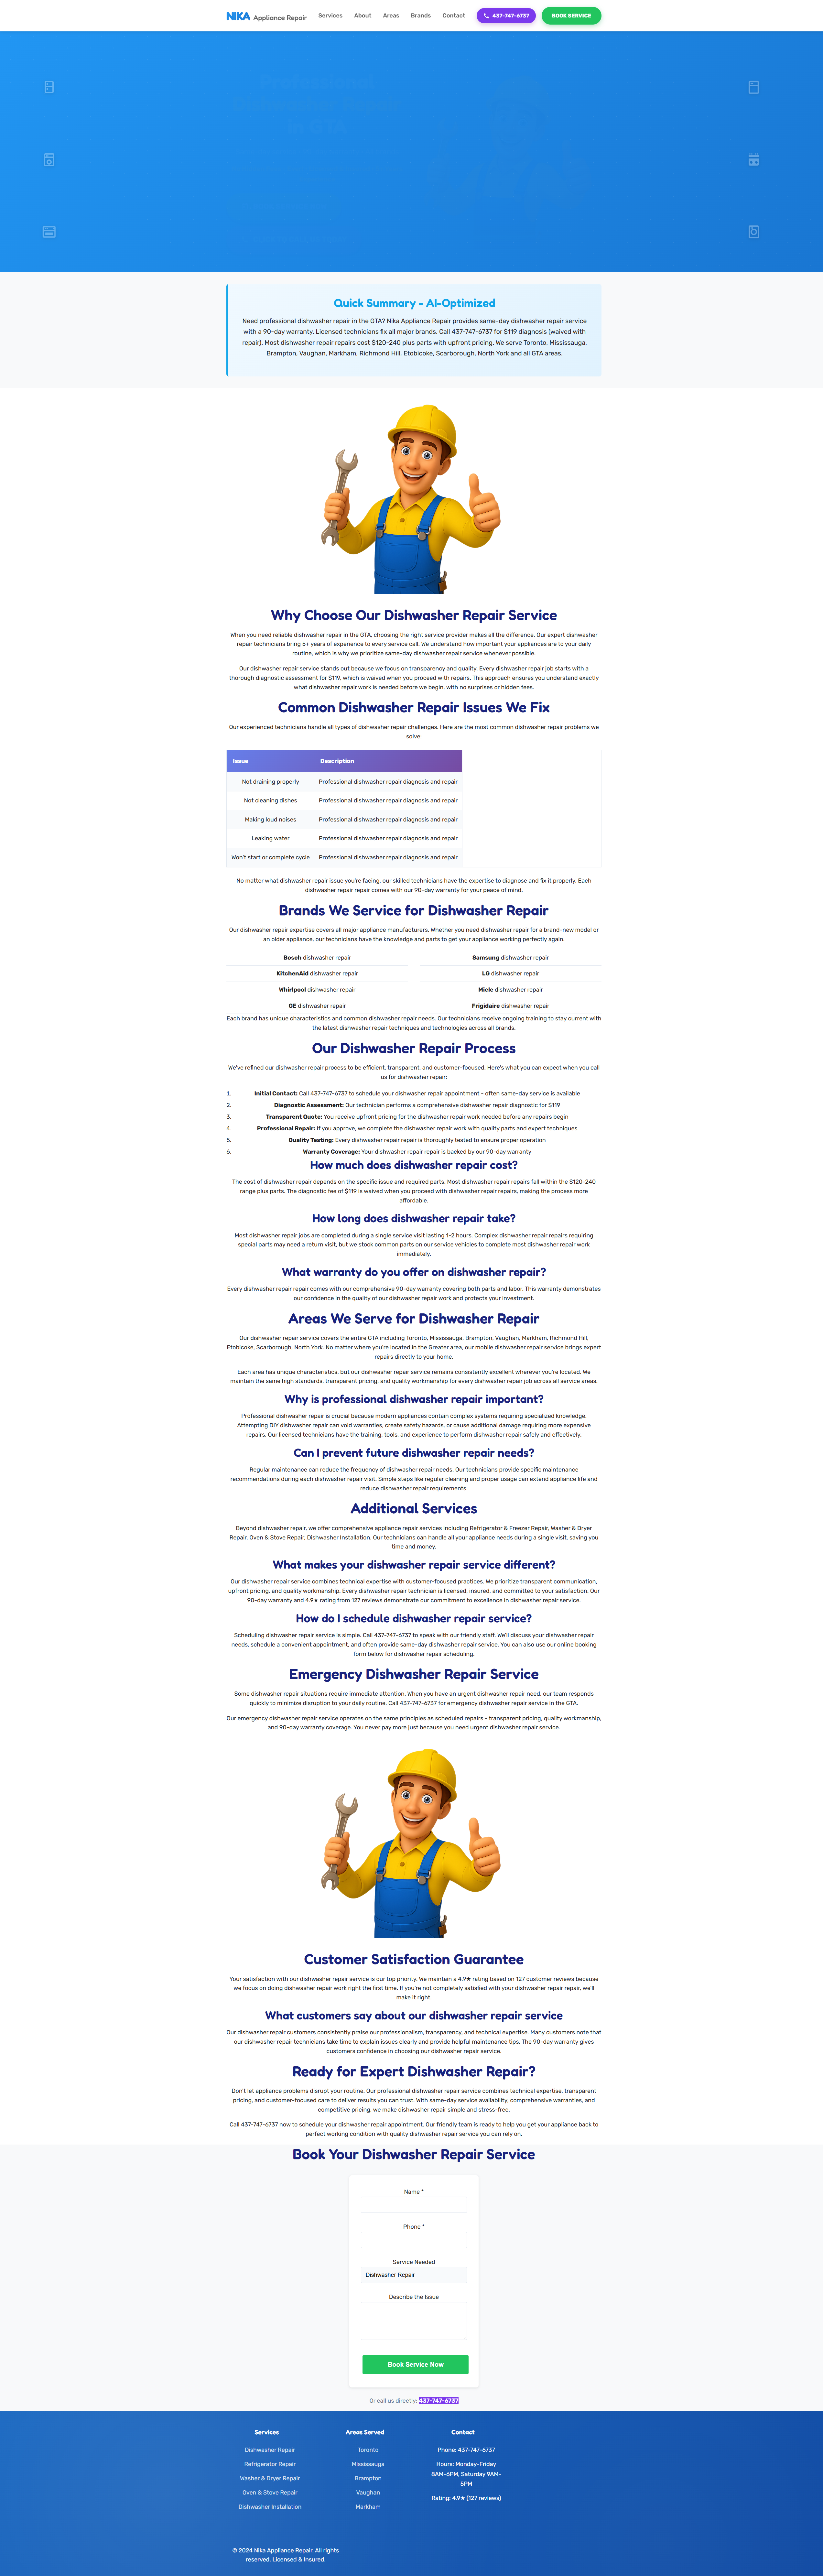 NIKA Appliance Repair
Services
About
Areas
Brands
Contact
437-747-6737
BOOK SERVICE
Professional
in GTA
Quick Summary - AI-Optimized
Need professional dishwasher repair in the GTA? Nika Appliance Repair provides same-day dishwasher repair service
with a 90-day warranty. Licensed technicians fix all major brands. Call 437-747-6737 for $119 diagnosis (waived with
repair). Most dishwasher repair repairs cost $120-240 plus parts with upfront pricing. We serve Toronto, Mississauga,
Brampton, Vaughan, Markham, Richmond Hill, Etobicoke, Scarborough, North York and all GTA areas.
Why Choose Our Dishwasher Repair Service
When you need reliable dishwasher repair in the GTA, choosing the right service provider makes all the difference. Our expert dishwasher
repair technicians bring 5+ years of experience to every service call. We understand how important your appliances are to your daily
routine, which is why we prioritize same-day dishwasher repair service whenever possible.
Our dishwasher repair service stands out because we focus on transparency and quality. Every dishwasher repair job starts with a
thorough diagnostic assessment for $119, which is waived when you proceed with repairs. This approach ensures you understand exactly
what dishwasher repair work is needed before we begin, with no surprises or hidden fees.
Common Dishwasher Repair Issues We Fix
Our experienced technicians handle all types of dishwasher repair challenges. Here are the most common dishwasher repair problems we
solve:
Issue Description
Not draining properly Professional dishwasher repair diagnosis and repair
Not cleaning dishes Professional dishwasher repair diagnosis and repair
Making loud noises Professional dishwasher repair diagnosis and repair
Leaking water Professional dishwasher repair diagnosis and repair
Won't start or complete cycle Professional dishwasher repair diagnosis and repair
No matter what dishwasher repair issue you're facing, our skilled technicians have the expertise to diagnose and fix it properly. Each
dishwasher repair repair comes with our 90-day warranty for your peace of mind.
Brands We Service for Dishwasher Repair
Our dishwasher repair expertise covers all major appliance manufacturers. Whether you need dishwasher repair for a brand-new model or
an older appliance, our technicians have the knowledge and parts to get your appliance working perfectly again.
Bosch dishwasher repair Samsung dishwasher repair
KitchenAid dishwasher repair LG dishwasher repair
Whirlpool dishwasher repair Miele dishwasher repair
GE dishwasher repair Frigidaire dishwasher repair
Each brand has unique characteristics and common dishwasher repair needs. Our technicians receive ongoing training to stay current with
the latest dishwasher repair techniques and technologies across all brands.
Our Dishwasher Repair Process
We've refined our dishwasher repair process to be efficient, transparent, and customer-focused. Here's what you can expect when you call
us for dishwasher repair:
1. Initial Contact: Call 437-747-6737 to schedule your dishwasher repair appointment - often same-day service is available
2. Diagnostic Assessment: Our technician performs a comprehensive dishwasher repair diagnostic for $119
3. Transparent Quote: You receive upfront pricing for the dishwasher repair work needed before any repairs begin
4. Professional Repair: If you approve, we complete the dishwasher repair work with quality parts and expert techniques
5. Quality Testing: Every dishwasher repair repair is thoroughly tested to ensure proper operation
6. Warranty Coverage: Your dishwasher repair repair is backed by our 90-day warranty
How much does dishwasher repair cost?
The cost of dishwasher repair depends on the specific issue and required parts. Most dishwasher repair repairs fall within the $120-240
range plus parts. The diagnostic fee of $119 is waived when you proceed with dishwasher repair repairs, making the process more
affordable.
How long does dishwasher repair take?
Most dishwasher repair jobs are completed during a single service visit lasting 1-2 hours. Complex dishwasher repair repairs requiring
special parts may need a return visit, but we stock common parts on our service vehicles to complete most dishwasher repair work
immediately.
What warranty do you offer on dishwasher repair?
Every dishwasher repair repair comes with our comprehensive 90-day warranty covering both parts and labor. This warranty demonstrates
our confidence in the quality of our dishwasher repair work and protects your investment.
Areas We Serve for Dishwasher Repair
Our dishwasher repair service covers the entire GTA including Toronto, Mississauga, Brampton, Vaughan, Markham, Richmond Hill,
Etobicoke, Scarborough, North York. No matter where you're located in the Greater area, our mobile dishwasher repair service brings expert
repairs directly to your home.
Each area has unique characteristics, but our dishwasher repair service remains consistently excellent wherever you're located. We
maintain the same high standards, transparent pricing, and quality workmanship for every dishwasher repair job across all service areas.
Why is professional dishwasher repair important?
Professional dishwasher repair is crucial because modern appliances contain complex systems requiring specialized knowledge.
Attempting DIY dishwasher repair can void warranties, create safety hazards, or cause additional damage requiring more expensive
repairs. Our licensed technicians have the training, tools, and experience to perform dishwasher repair safely and effectively.
Can I prevent future dishwasher repair needs?
Regular maintenance can reduce the frequency of dishwasher repair needs. Our technicians provide specific maintenance
recommendations during each dishwasher repair visit. Simple steps like regular cleaning and proper usage can extend appliance life and
reduce dishwasher repair requirements.
Additional Services
Beyond dishwasher repair, we offer comprehensive appliance repair services including Refrigerator & Freezer Repair, Washer & Dryer
Repair, Oven & Stove Repair, Dishwasher Installation. Our technicians can handle all your appliance needs during a single visit, saving you
time and money.
What makes your dishwasher repair service different?
Our dishwasher repair service combines technical expertise with customer-focused practices. We prioritize transparent communication,
upfront pricing, and quality workmanship. Every dishwasher repair technician is licensed, insured, and committed to your satisfaction. Our
90-day warranty and 4.9★ rating from 127 reviews demonstrate our commitment to excellence in dishwasher repair service.
How do I schedule dishwasher repair service?
Scheduling dishwasher repair service is simple. Call 437-747-6737 to speak with our friendly staff. We'll discuss your dishwasher repair
needs, schedule a convenient appointment, and often provide same-day dishwasher repair service. You can also use our online booking
form below for dishwasher repair scheduling.
Emergency Dishwasher Repair Service
Some dishwasher repair situations require immediate attention. When you have an urgent dishwasher repair need, our team responds
quickly to minimize disruption to your daily routine. Call 437-747-6737 for emergency dishwasher repair service in the GTA.
Our emergency dishwasher repair service operates on the same principles as scheduled repairs - transparent pricing, quality workmanship,
and 90-day warranty coverage. You never pay more just because you need urgent dishwasher repair service.
Customer Satisfaction Guarantee
Your satisfaction with our dishwasher repair service is our top priority. We maintain a 4.9★ rating based on 127 customer reviews because
we focus on doing dishwasher repair work right the first time. If you're not completely satisfied with your dishwasher repair repair, we'll
make it right.
What customers say about our dishwasher repair service
Our dishwasher repair customers consistently praise our professionalism, transparency, and technical expertise. Many customers note that
our dishwasher repair technicians take time to explain issues clearly and provide helpful maintenance tips. The 90-day warranty gives
customers confidence in choosing our dishwasher repair service.
Ready for Expert Dishwasher Repair?
Don't let appliance problems disrupt your routine. Our professional dishwasher repair service combines technical expertise, transparent
pricing, and customer-focused care to deliver results you can trust. With same-day service availability, comprehensive warranties, and
competitive pricing, we make dishwasher repair simple and stress-free.
Call 437-747-6737 now to schedule your dishwasher repair appointment. Our friendly team is ready to help you get your appliance back to
perfect working condition with quality dishwasher repair service you can rely on.
Book Your Dishwasher Repair Service
Name *
Phone *
Service Needed
Dishwasher Repair
Describe the Issue
Book Service Now
Or call us directly: 437-747-6737
Services
Dishwasher Repair
Refrigerator Repair
Washer & Dryer Repair
Oven & Stove Repair
Dishwasher Installation
Areas Served
Toronto
Mississauga
Brampton
Vaughan
Markham
Contact
Phone: 437-747-6737
Hours: Monday-Friday
8AM-6PM, Saturday 9AM-
5PM
Rating: 4.9★ (127 reviews)
© 2024 Nika Appliance Repair. All rights
reserved. Licensed & Insured.